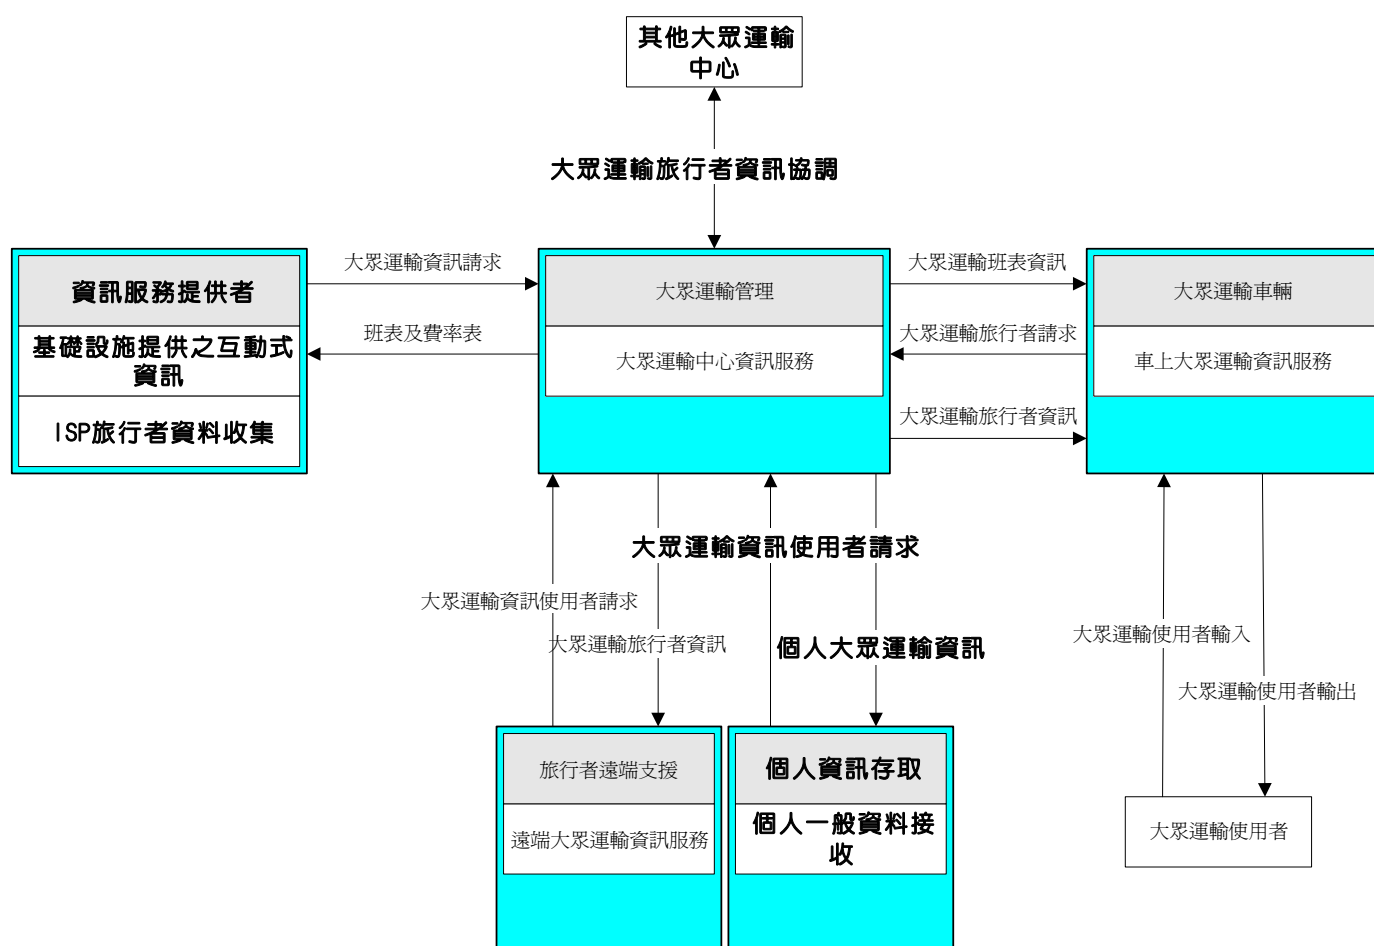 其他大眾運輸
中心
大眾運輸旅行者資訊協調
大眾運輸資訊請求
大眾運輸班表資訊
資訊服務提供者
大眾運輸管理
大眾運輸車輛
班表及費率表
大眾運輸旅行者請求
基礎設施提供之互動式
資訊
大眾運輸中心資訊服務
車上大眾運輸資訊服務
ISP旅行者資料收集
大眾運輸旅行者資訊
大眾運輸資訊使用者請求
大眾運輸資訊使用者請求
大眾運輸旅行者資訊
個人大眾運輸資訊
大眾運輸使用者輸入
大眾運輸使用者輸出
旅行者遠端支援
個人資訊存取
遠端大眾運輸資訊服務
個人一般資料接
收
大眾運輸使用者